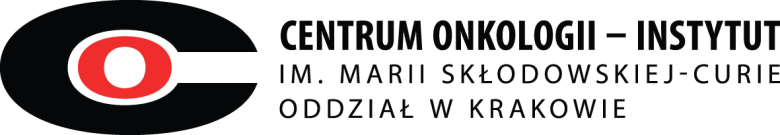 CENTRUM ONKOLOGII – INSTYTUT
IM. MARII SKŁODOWSKIEJ-CURIE
ODDZIAŁ W KRAKOWIE